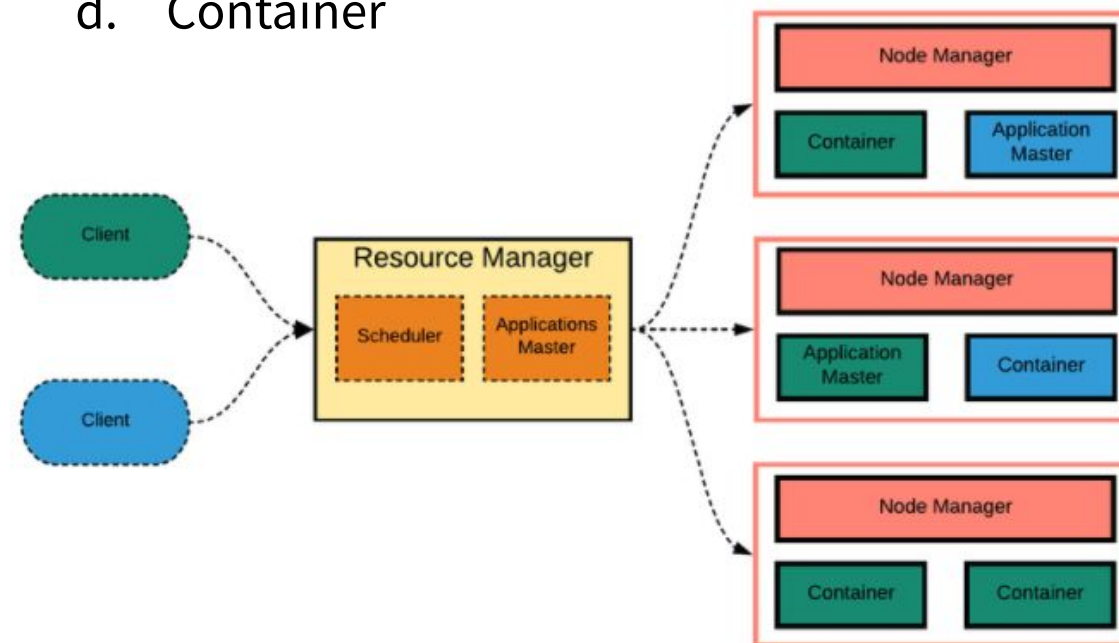 d. Container
Client
Client
Resource Manager
Scheduler
Applications
Master
Node Manager
Container
Application
Master
Node Manager
Application
Master
Container
Node Manager
Container
Container